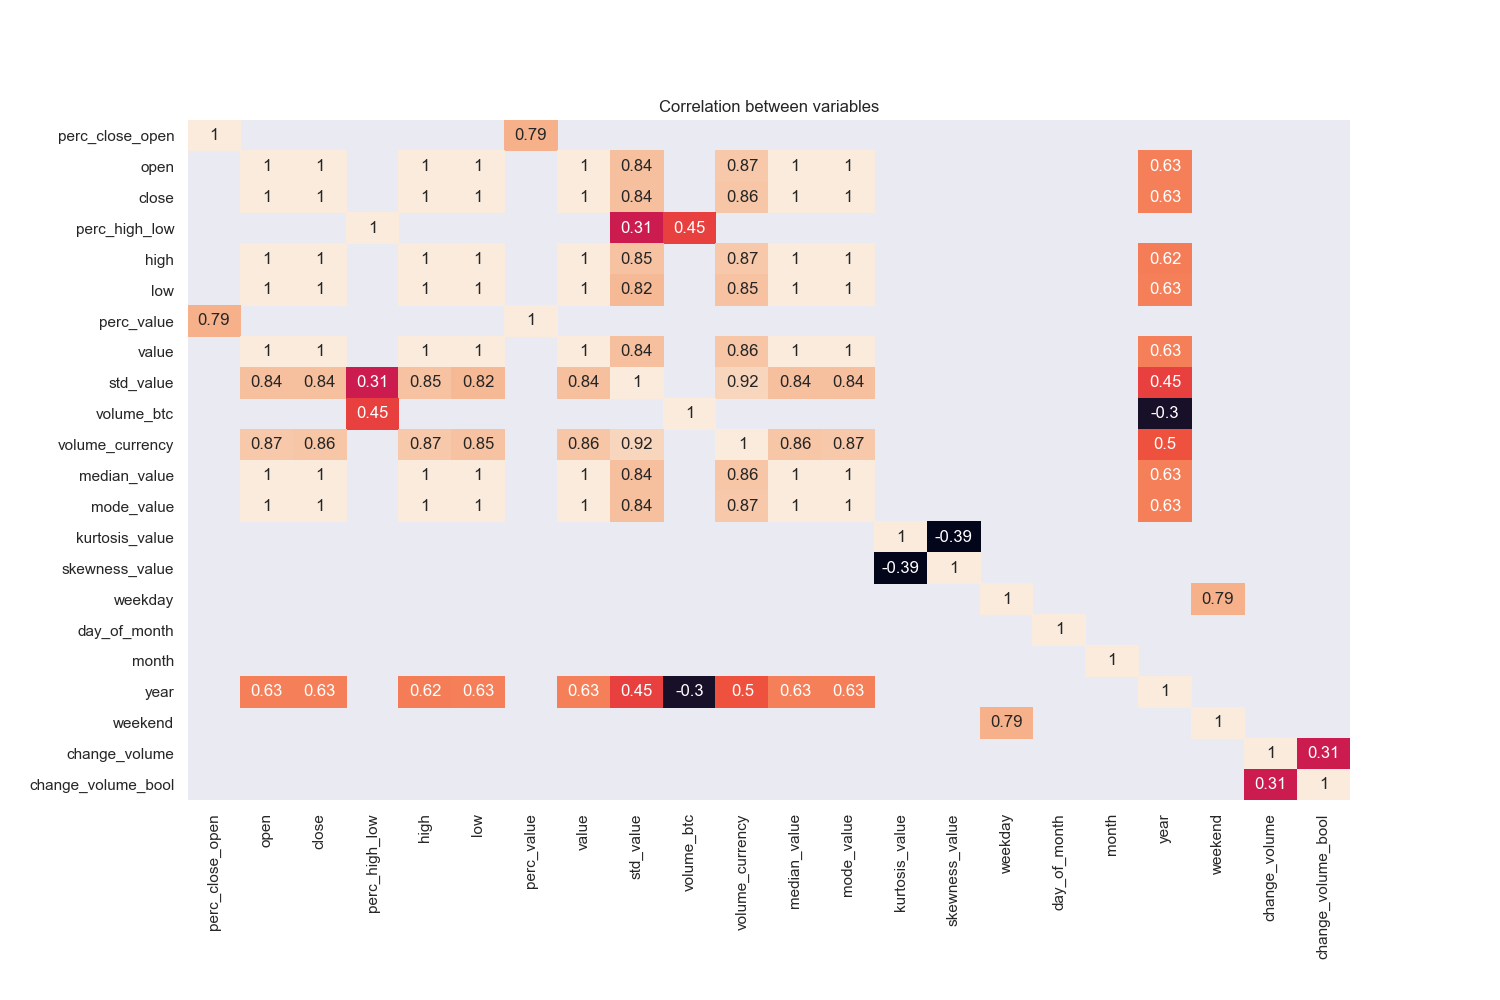 Correlation between variables
perc_close_open 1 0.79
open 1 1 1 1 1 0.84 0.87 1 1 0.63
close 1 1 1 1 1 0.84 0.86 1 1 0.63
perc_high_low 1 0.31 0.45
high 1 1 1 1 1 0.85 0.87 1 1 0.62
low 1 1 1 1 1 0.82 0.85 1 1 0.63
perc_value 0.79 1
value 1 1 1 1 1 0.84 0.86 1 1 0.63
std_value 0.84 0.84 0.31 0.85 0.82 0.84 1 0.92 0.84 0.84 0.45
volume_btc 0.45 1 -0.3
volume_currency 0.87 0.86 0.87 0.85 0.86 0.92 1 0.86 0.87 0.5
median_value 1 1 1 1 1 0.84 0.86 1 1 0.63
mode_value 1 1 1 1 1 0.84 0.87 1 1 0.63
kurtosis_value 1 -0.39
skewness_value -0.39 1
weekday 1 0.79
day_of_month 1
month 1
year 0.63 0.63 0.62 0.63 0.63 0.45 -0.3 0.5 0.63 0.63 1
weekend 0.79 1
change_volume 1 0.31
change_volume_bool 0.31 1
perc_close_open
open
close
perc_high_low
high
low
perc_value
value
std_value
volume_btc
volume_currency
median_value
mode_value
kurtosis_value
skewness_value
weekday
day_of_month
month
year
weekend
change_volume
change_volume_bool